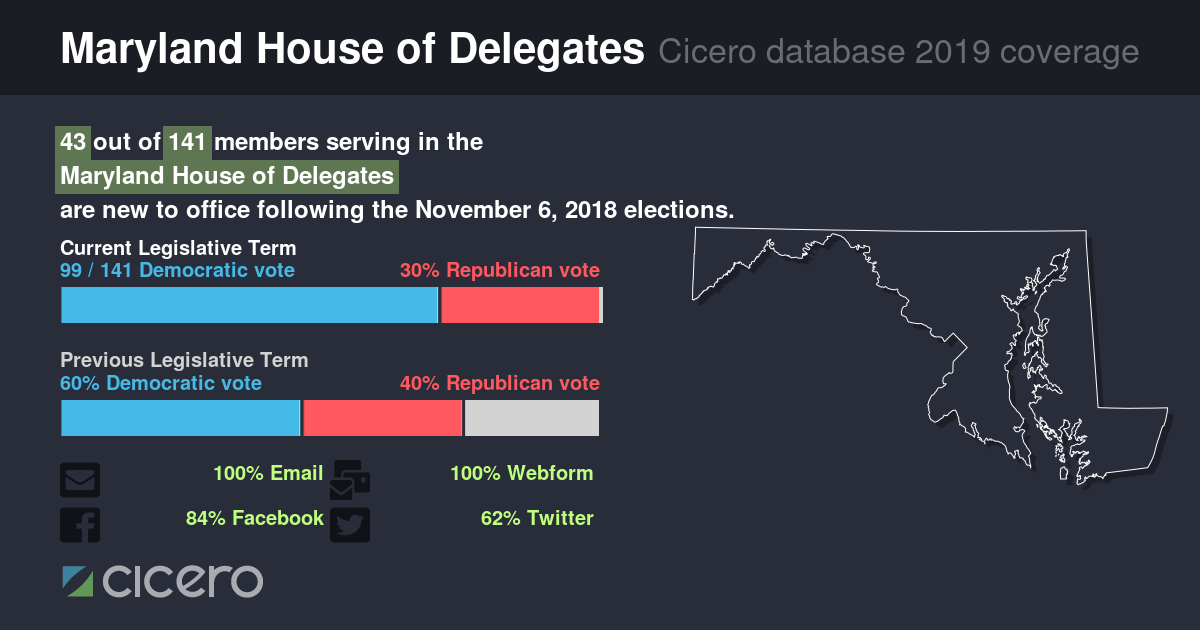 Maryland House of Delegates Cicero database 2019 coverage
43 out of 141 members serving in the
Maryland House of Delegates
are new to office following the November 6, 2018 elections.
Current Legislative Term
99 / 141 Democratic vote 30% Republican vote
Previous Legislative Term
60% Democratic vote 40% Republican vote
100% Email 100% Webform
84% Facebook 62% Twitter
cicero